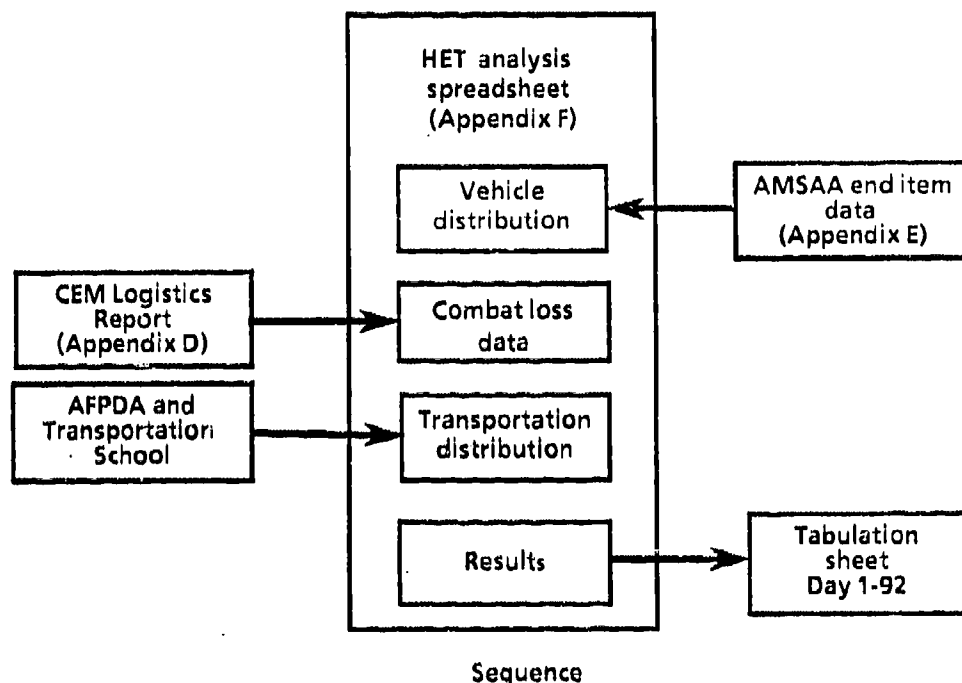 HET analysis
spreadsheet
(Appendix F)
Vehicle
distribution
AMSAA end item
data
(Appendix E)
CEM Logistics
Report
(Appendix D)
Combat loss
data
AFPDA and
Transportation
School
Transportation
distribution
Results
Tabulation
sheet
Day 1-92
Sequence